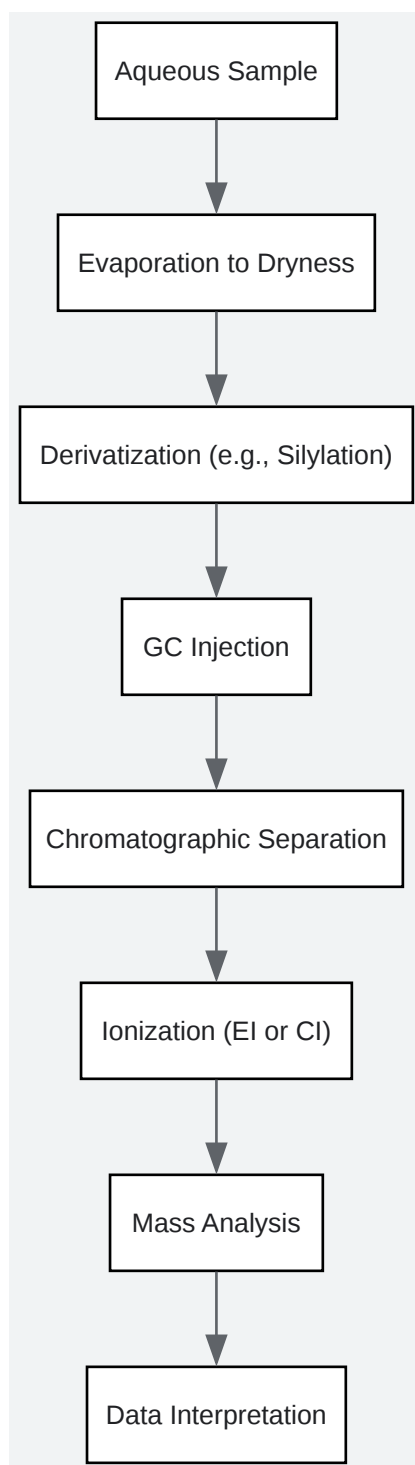 Aqueous Sample
Evaporation to Dryness
Derivatization (e.g., Silylation)
GC Injection
Chromatographic Separation
Ionization (EI or CI)
Mass Analysis
Data Interpretation